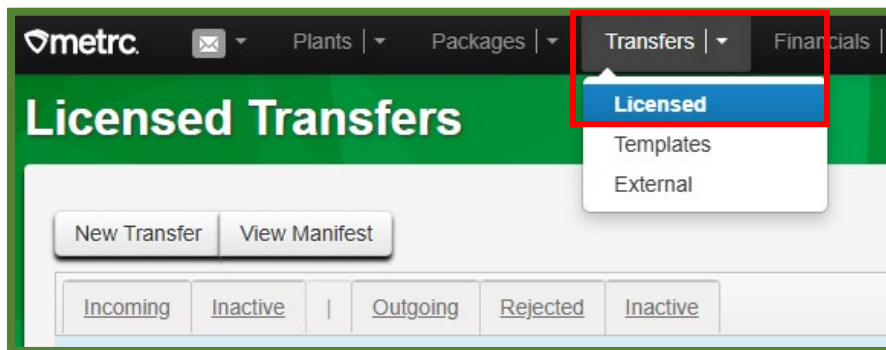 metrc. Plants | Packages | Transfers | Financials |
Licensed Transfers
Licensed
Templates
External
New Transfer View Manifest
Incoming Inactive | Outgoing Rejected Inactive